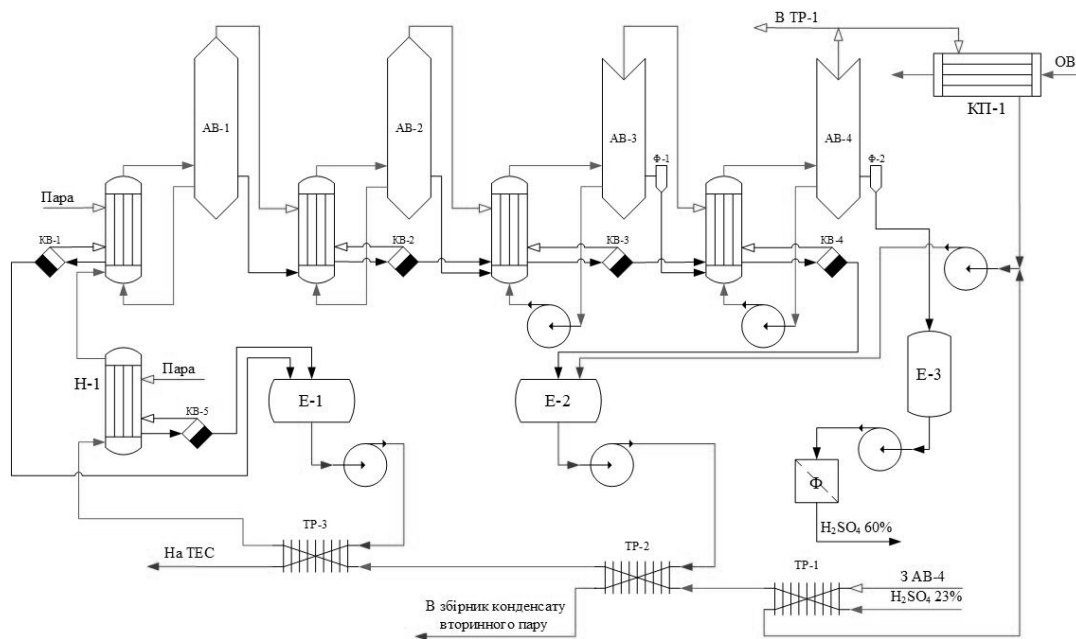 В ТР-1
ОВ
КП-1
АВ-1
АВ-2
АВ-3
АВ-4
Ф-1
Ф-2
Пара
КВ-1
КВ-2
КВ-3
КВ-4
Н-1
Пара
КВ-5
Е-1
Е-2
Е-3
Ф
H₂SO₄ 60%
ТР-3
На ТЕС
ТР-2
ТР-1
З АВ-4
H₂SO₄ 23%
В збірник конденсату
вторинного пару